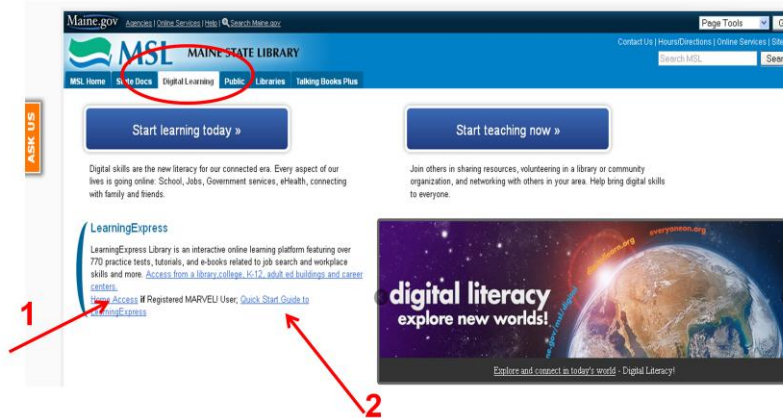 Maine.gov Agencies | Online Services | Help | Search Maine.gov
Page Tools
MSL MAINE STATE LIBRARY
Contact Us | Hours/Directions | Online Services | Site
Search MSL
MSL Home State Docs Digital Learning Public Libraries Talking Books Plus
ASK US
Start learning today »
Start teaching now »
Digital skills are the new literacy for our connected era. Every aspect of our
lives is going online: School, Jobs, Government services, eHealth, connecting
with family and friends.
Join others in sharing resources, volunteering in a library or community
organization, and networking with others in your area. Help bring digital skills
to everyone.
LearningExpress
LearningExpress Library is an interactive online learning platform featuring over
770 practice tests, tutorials, and e-books related to job search and workplace
skills and more. Access from a library,college, K-12, adult ed buildings and career
centers.
Home Access if Registered MARVEL! User; Quick Start Guide to
LearningExpress
1
2
digital literacy
explore new worlds!
everyoneon.org
digitallearn.org
Explore and connect in today's world - Digital Literacy!